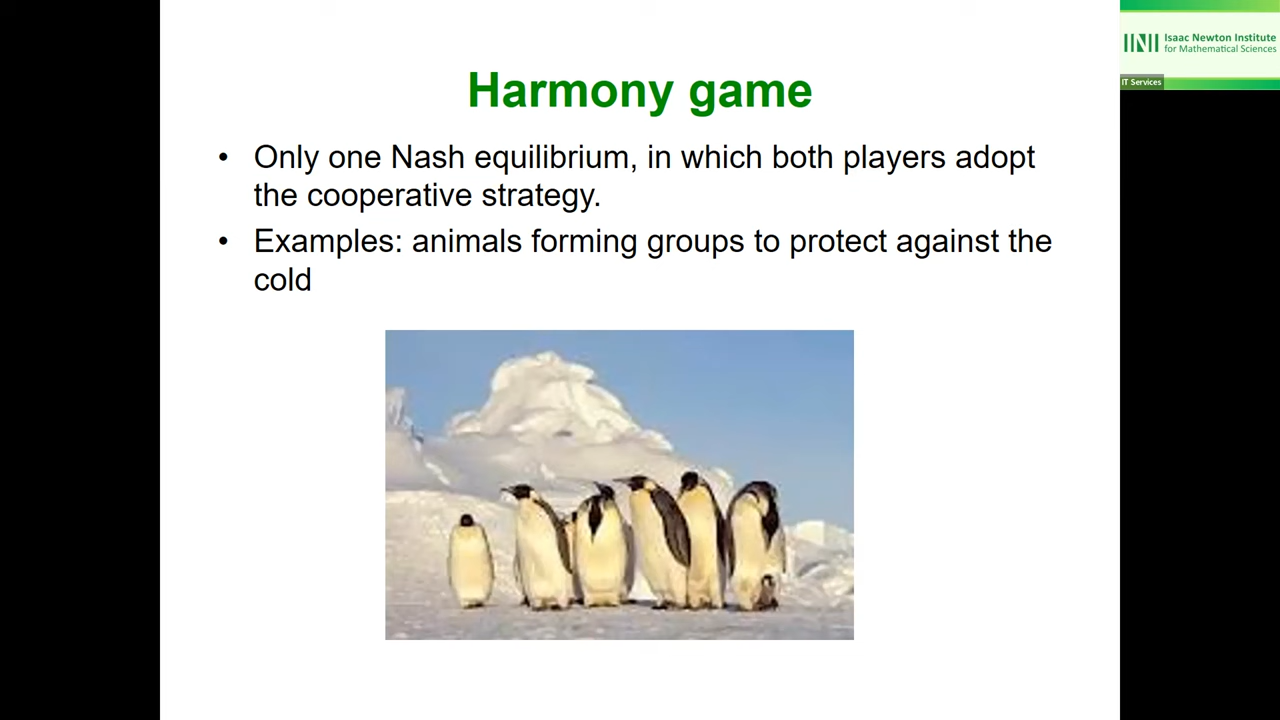 Harmony game
• Only one Nash equilibrium, in which both players adopt
the cooperative strategy.
• Examples: animals forming groups to protect against the
cold
Isaac Newton Institute
for Mathematical Sciences
IT Services